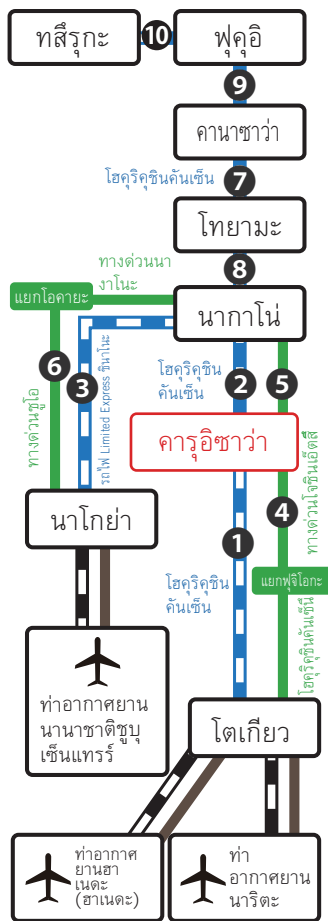 ทสึรุกะ
10
ฟุคุอิ
9
คานาซาว่า
โฮคุริคุชินคันเซ็น
7
โทยามะ
8
ทางด่วนนา
งาโนะ
แยกโอคายะ
นากาโน่
6
3
ทางด่วนชูโอ
รถไฟ Limited Express ชินาโนะ
โฮคุริคุชิน
คันเซ็น
2
5
คารุอิซาว่า
ทางด่วนโจชินเอ็ตสึ
4
นาโกย่า
1
แยกฟุจิโอกะ
โฮคุริคุชิน
คันเซ็น
โฮคุริคุชินคันเซ็น
ท่าอากาศยาน
นานาชาติชูบุ
เซ็นแทรร์
โตเกียว
ท่าอากาศ
ยานฮา
เนดะ
(ฮาเนดะ)
ท่า
อากาศยาน
นาริตะ